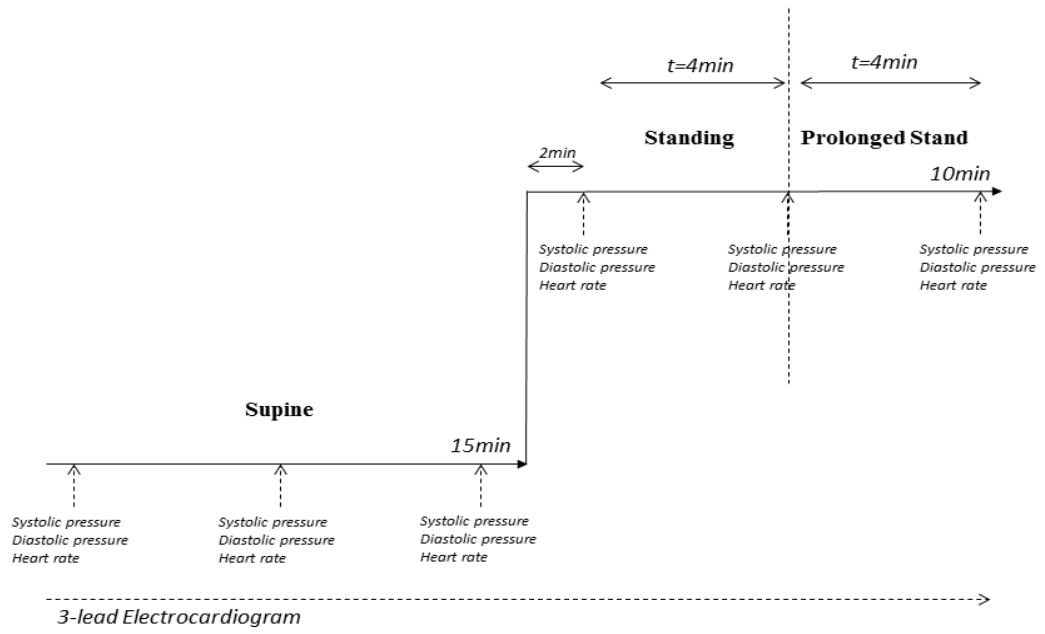 t=4min
t=4min
Standing
Prolonged Stand
2min
10min
Systolic pressure
Diastolic pressure
Heart rate
Systolic pressure
Diastolic pressure
Heart rate
Systolic pressure
Diastolic pressure
Heart rate
Supine
15min
Systolic pressure
Diastolic pressure
Heart rate
Systolic pressure
Diastolic pressure
Heart rate
Systolic pressure
Diastolic pressure
Heart rate
3-lead Electrocardiogram